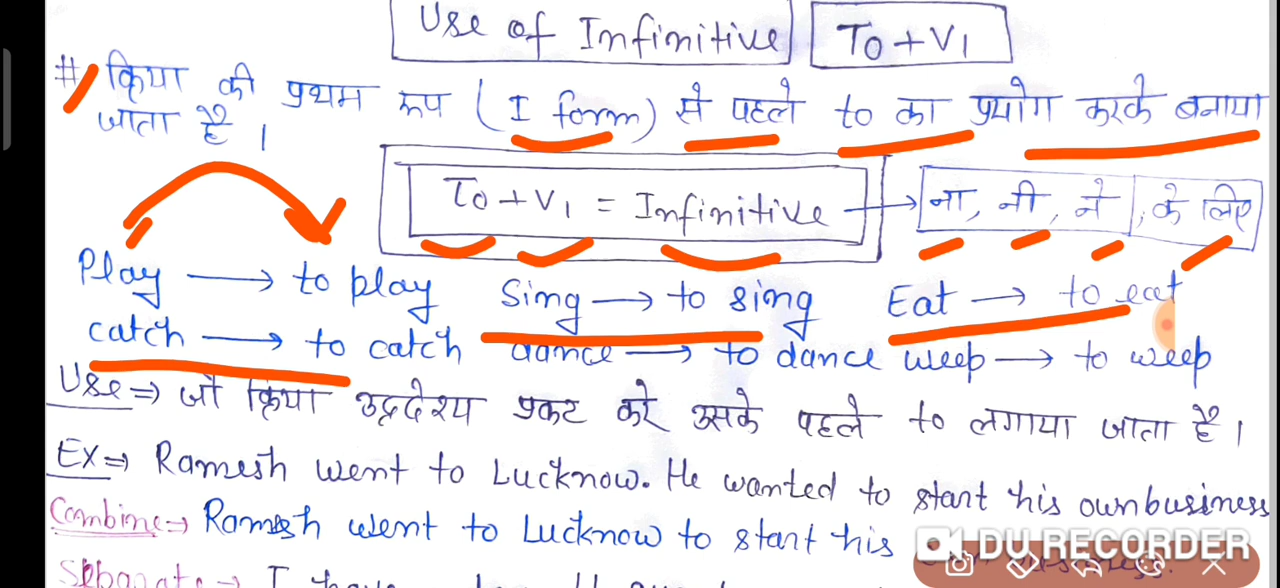 Use of Infinitive To + V1
# क्रिया की प्रथम रूप (I form) से पहले to का प्रयोग करके बनाया
जाता है।
To + V1 = Infinitive → ना, नी, ने, के लिए
Play → to play Sing → to sing Eat → to eat
catch → to catch dance → to dance weep → to weep
Use ⇒ जो क्रिया उद्देश्य प्रकट करे उसके पहले to लगाया जाता है।
Ex ⇒ Ramesh went to Lucknow. He wanted to start his own business
Combine ⇒ Ramesh went to Lucknow to start his
DU RECORDER
I have